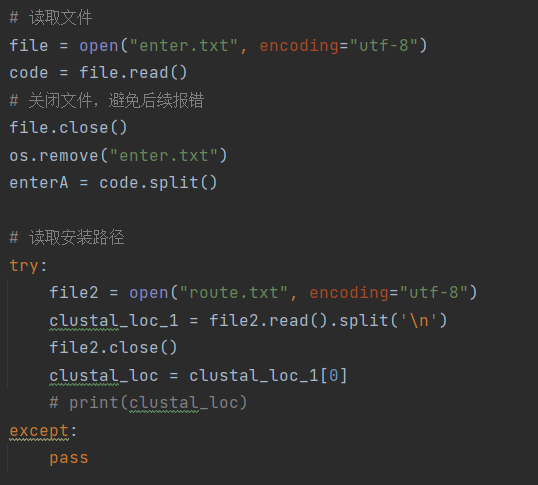 # 读取文件
file = open("enter.txt", encoding="utf-8")
code = file.read()
# 关闭文件，避免后续报错
file.close()
os.remove("enter.txt")
enterA = code.split()
# 读取安装路径
try:
    file2 = open("route.txt", encoding="utf-8")
    clustal_loc_1 = file2.read().split('\n')
    file2.close()
    clustal_loc = clustal_loc_1[0]
    # print(clustal_loc)
except:
    pass